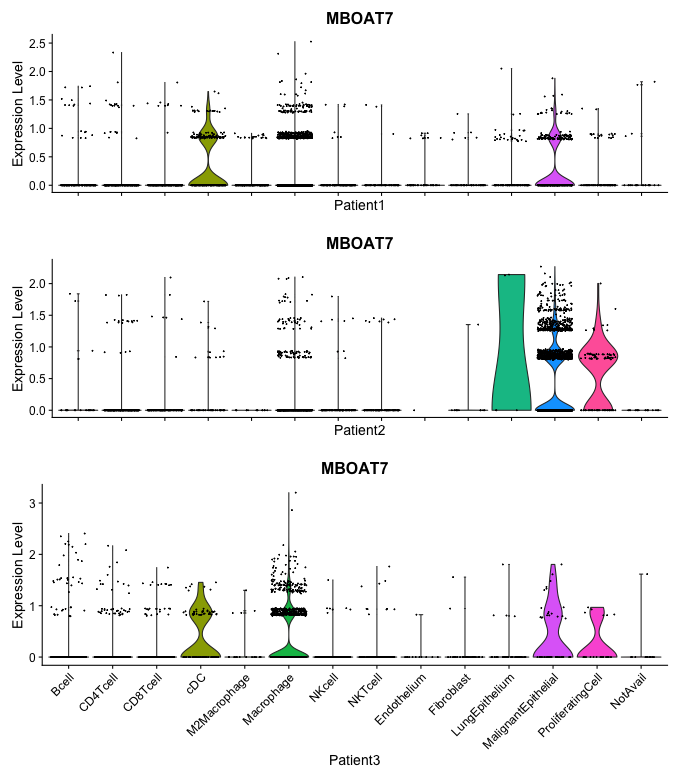 MBOAT7
Expression Level
2.5
2.0
1.5
1.0
0.5
0.0
Patient1
MBOAT7
Expression Level
2.0
1.5
1.0
0.5
0.0
Patient2
MBOAT7
Expression Level
3
2
1
0
Bcell
CD4Tcell
CD8Tcell
cDC
M2Macrophage
Macrophage
NKcell
NKTcell
Endothelium
Fibroblast
LungEpithelium
MalignantEpithelial
ProliferatingCell
NotAvail
Patient3